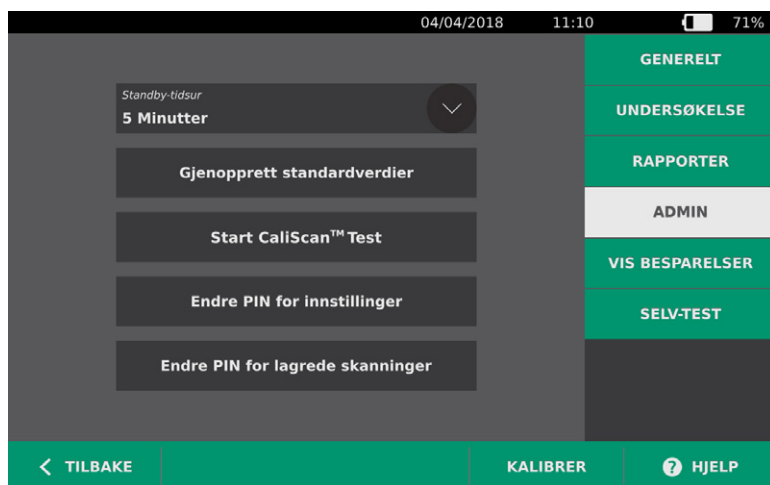 04/04/2018 11:10 71%
GENERELT
Standby-tidsur
5 Minutter
UNDERSØKELSE
Gjenopprett standardverdier
RAPPORTER
Start CaliScan™ Test
ADMIN
VIS BESPARELSER
Endre PIN for innstillinger
SELV-TEST
Endre PIN for lagrede skanninger
TILBAKE KALIBRER ? HJELP